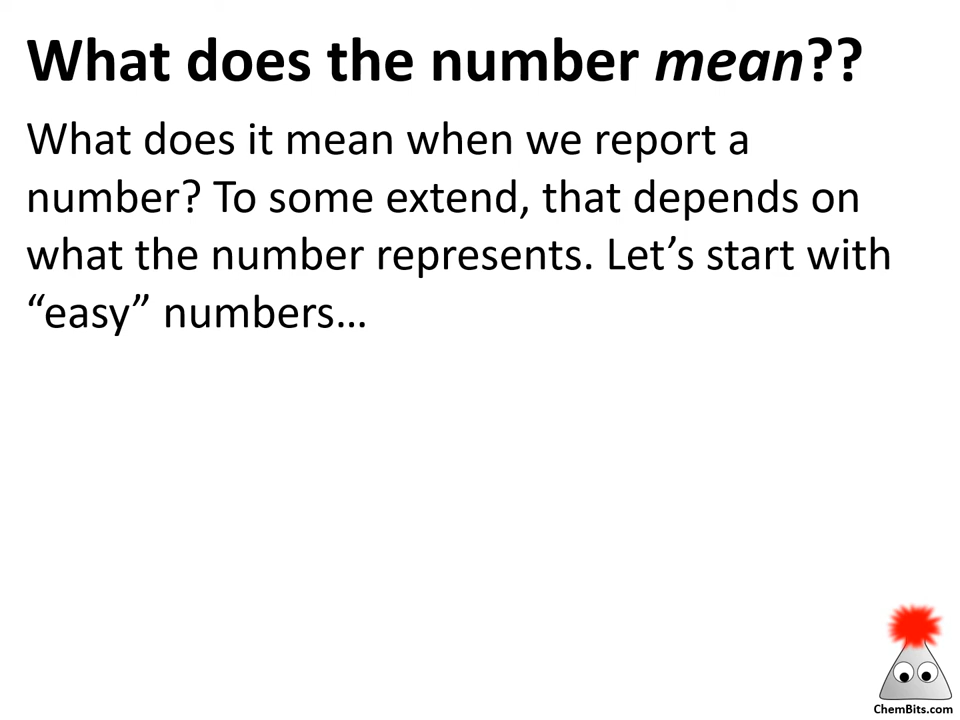 What does the number mean??
What does it mean when we report a
number? To some extend, that depends on
what the number represents. Let’s start with
“easy” numbers…
ChemBits.com